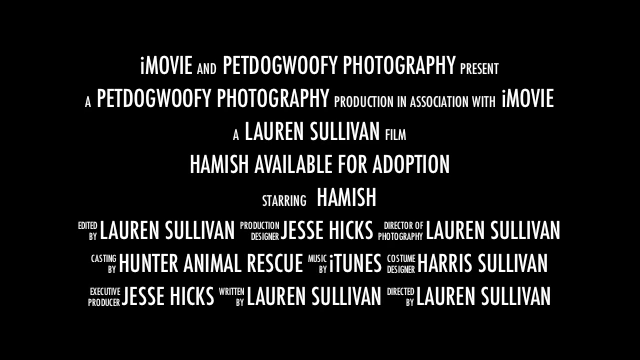 iMOVIE AND PETDOGWOOFY PHOTOGRAPHY PRESENT
A PETDOGWOOFY PHOTOGRAPHY PRODUCTION IN ASSOCIATION WITH iMOVIE
A LAUREN SULLIVAN FILM
HAMISH AVAILABLE FOR ADOPTION
STARRING HAMISH
EDITED BY LAUREN SULLIVAN PRODUCTION DESIGNER JESSE HICKS DIRECTOR OF PHOTOGRAPHY LAUREN SULLIVAN
CASTING BY HUNTER ANIMAL RESCUE MUSIC BY iTUNES COSTUME DESIGNER HARRIS SULLIVAN
EXECUTIVE PRODUCER JESSE HICKS WRITTEN BY LAUREN SULLIVAN DIRECTED BY LAUREN SULLIVAN